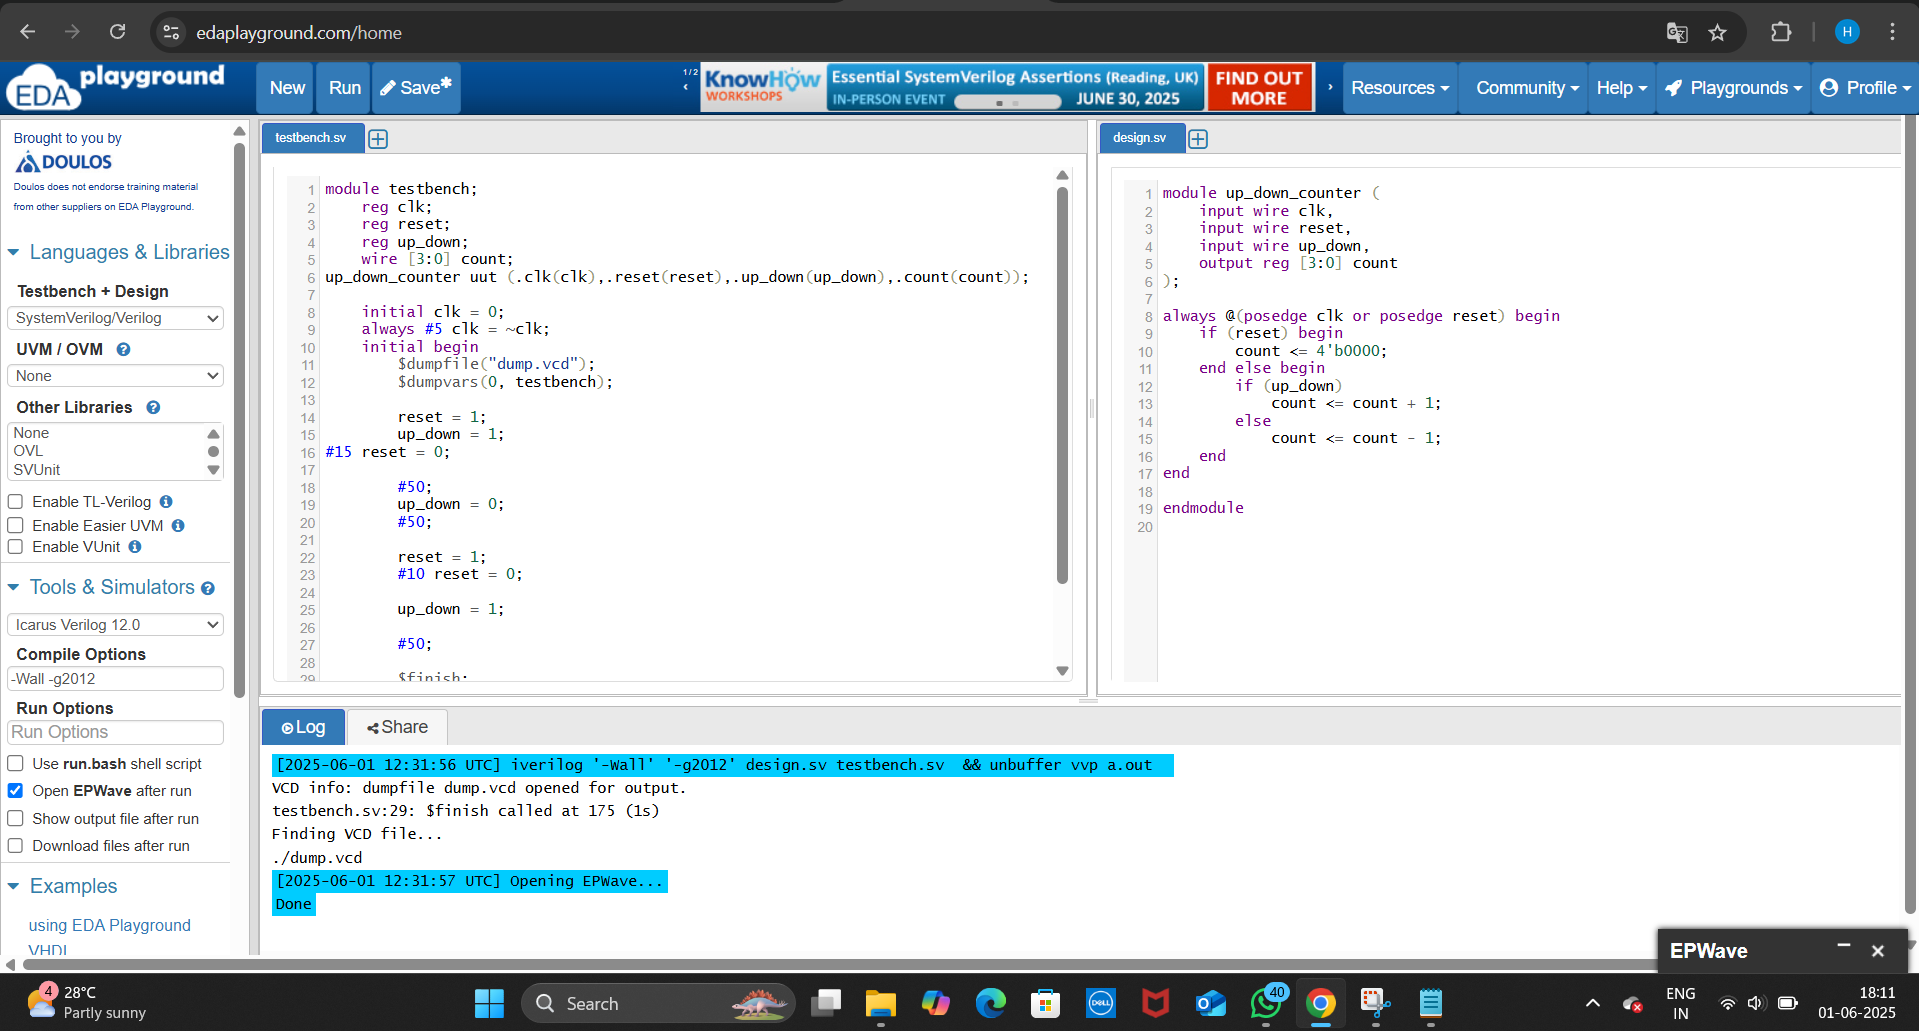 edaplayground.com/home
H
EDA playground
New
Run
Save*
1/2
KnowHow
WORKSHOPS
Essential SystemVerilog Assertions (Reading, UK)
IN-PERSON EVENT
JUNE 30, 2025
FIND OUT
MORE
Resources
Community
Help
Playgrounds
Profile
Brought to you by
DOULOS
Doulos does not endorse training material
from other suppliers on EDA Playground.
Languages & Libraries
Testbench + Design
SystemVerilog/Verilog
UVM / OVM
None
Other Libraries
None
OVL
SVUnit
Enable TL-Verilog
Enable Easier UVM
Enable VUnit
Tools & Simulators
Icarus Verilog 12.0
Compile Options
-Wall -g2012
Run Options
Run Options
Use run.bash shell script
Open EPWave after run
Show output file after run
Download files after run
Examples
using EDA Playground
VHDL
testbench.sv
1 module testbench;
2 reg clk;
3 reg reset;
4 reg up_down;
5 wire [3:0] count;
6 up_down_counter uut (.clk(clk),.reset(reset),.up_down(up_down),.count(count));
7
8 initial clk = 0;
9 always #5 clk = ~clk;
10 initial begin
11 $dumpfile("dump.vcd");
12 $dumpvars(0, testbench);
13
14 reset = 1;
15 up_down = 1;
16 #15 reset = 0;
17
18 #50;
19 up_down = 0;
20 #50;
21
22 reset = 1;
23 #10 reset = 0;
24
25 up_down = 1;
26
27 #50;
28
29 $finish;
design.sv
1 module up_down_counter (
2 input wire clk,
3 input wire reset,
4 input wire up_down,
5 output reg [3:0] count
6 );
7
8 always @(posedge clk or posedge reset) begin
9 if (reset) begin
10 count <= 4'b0000;
11 end else begin
12 if (up_down)
13 count <= count + 1;
14 else
15 count <= count - 1;
16 end
17 end
18
19 endmodule
20
Log
Share
[2025-06-01 12:31:56 UTC] iverilog '-Wall' '-g2012' design.sv testbench.sv && unbuffer vvp a.out
VCD info: dumpfile dump.vcd opened for output.
testbench.sv:29: $finish called at 175 (1s)
Finding VCD file...
./dump.vcd
[2025-06-01 12:31:57 UTC] Opening EPWave...
Done
EPWave
4
28°C
Partly sunny
Search
DELL
40
ENG
IN
18:11
01-06-2025